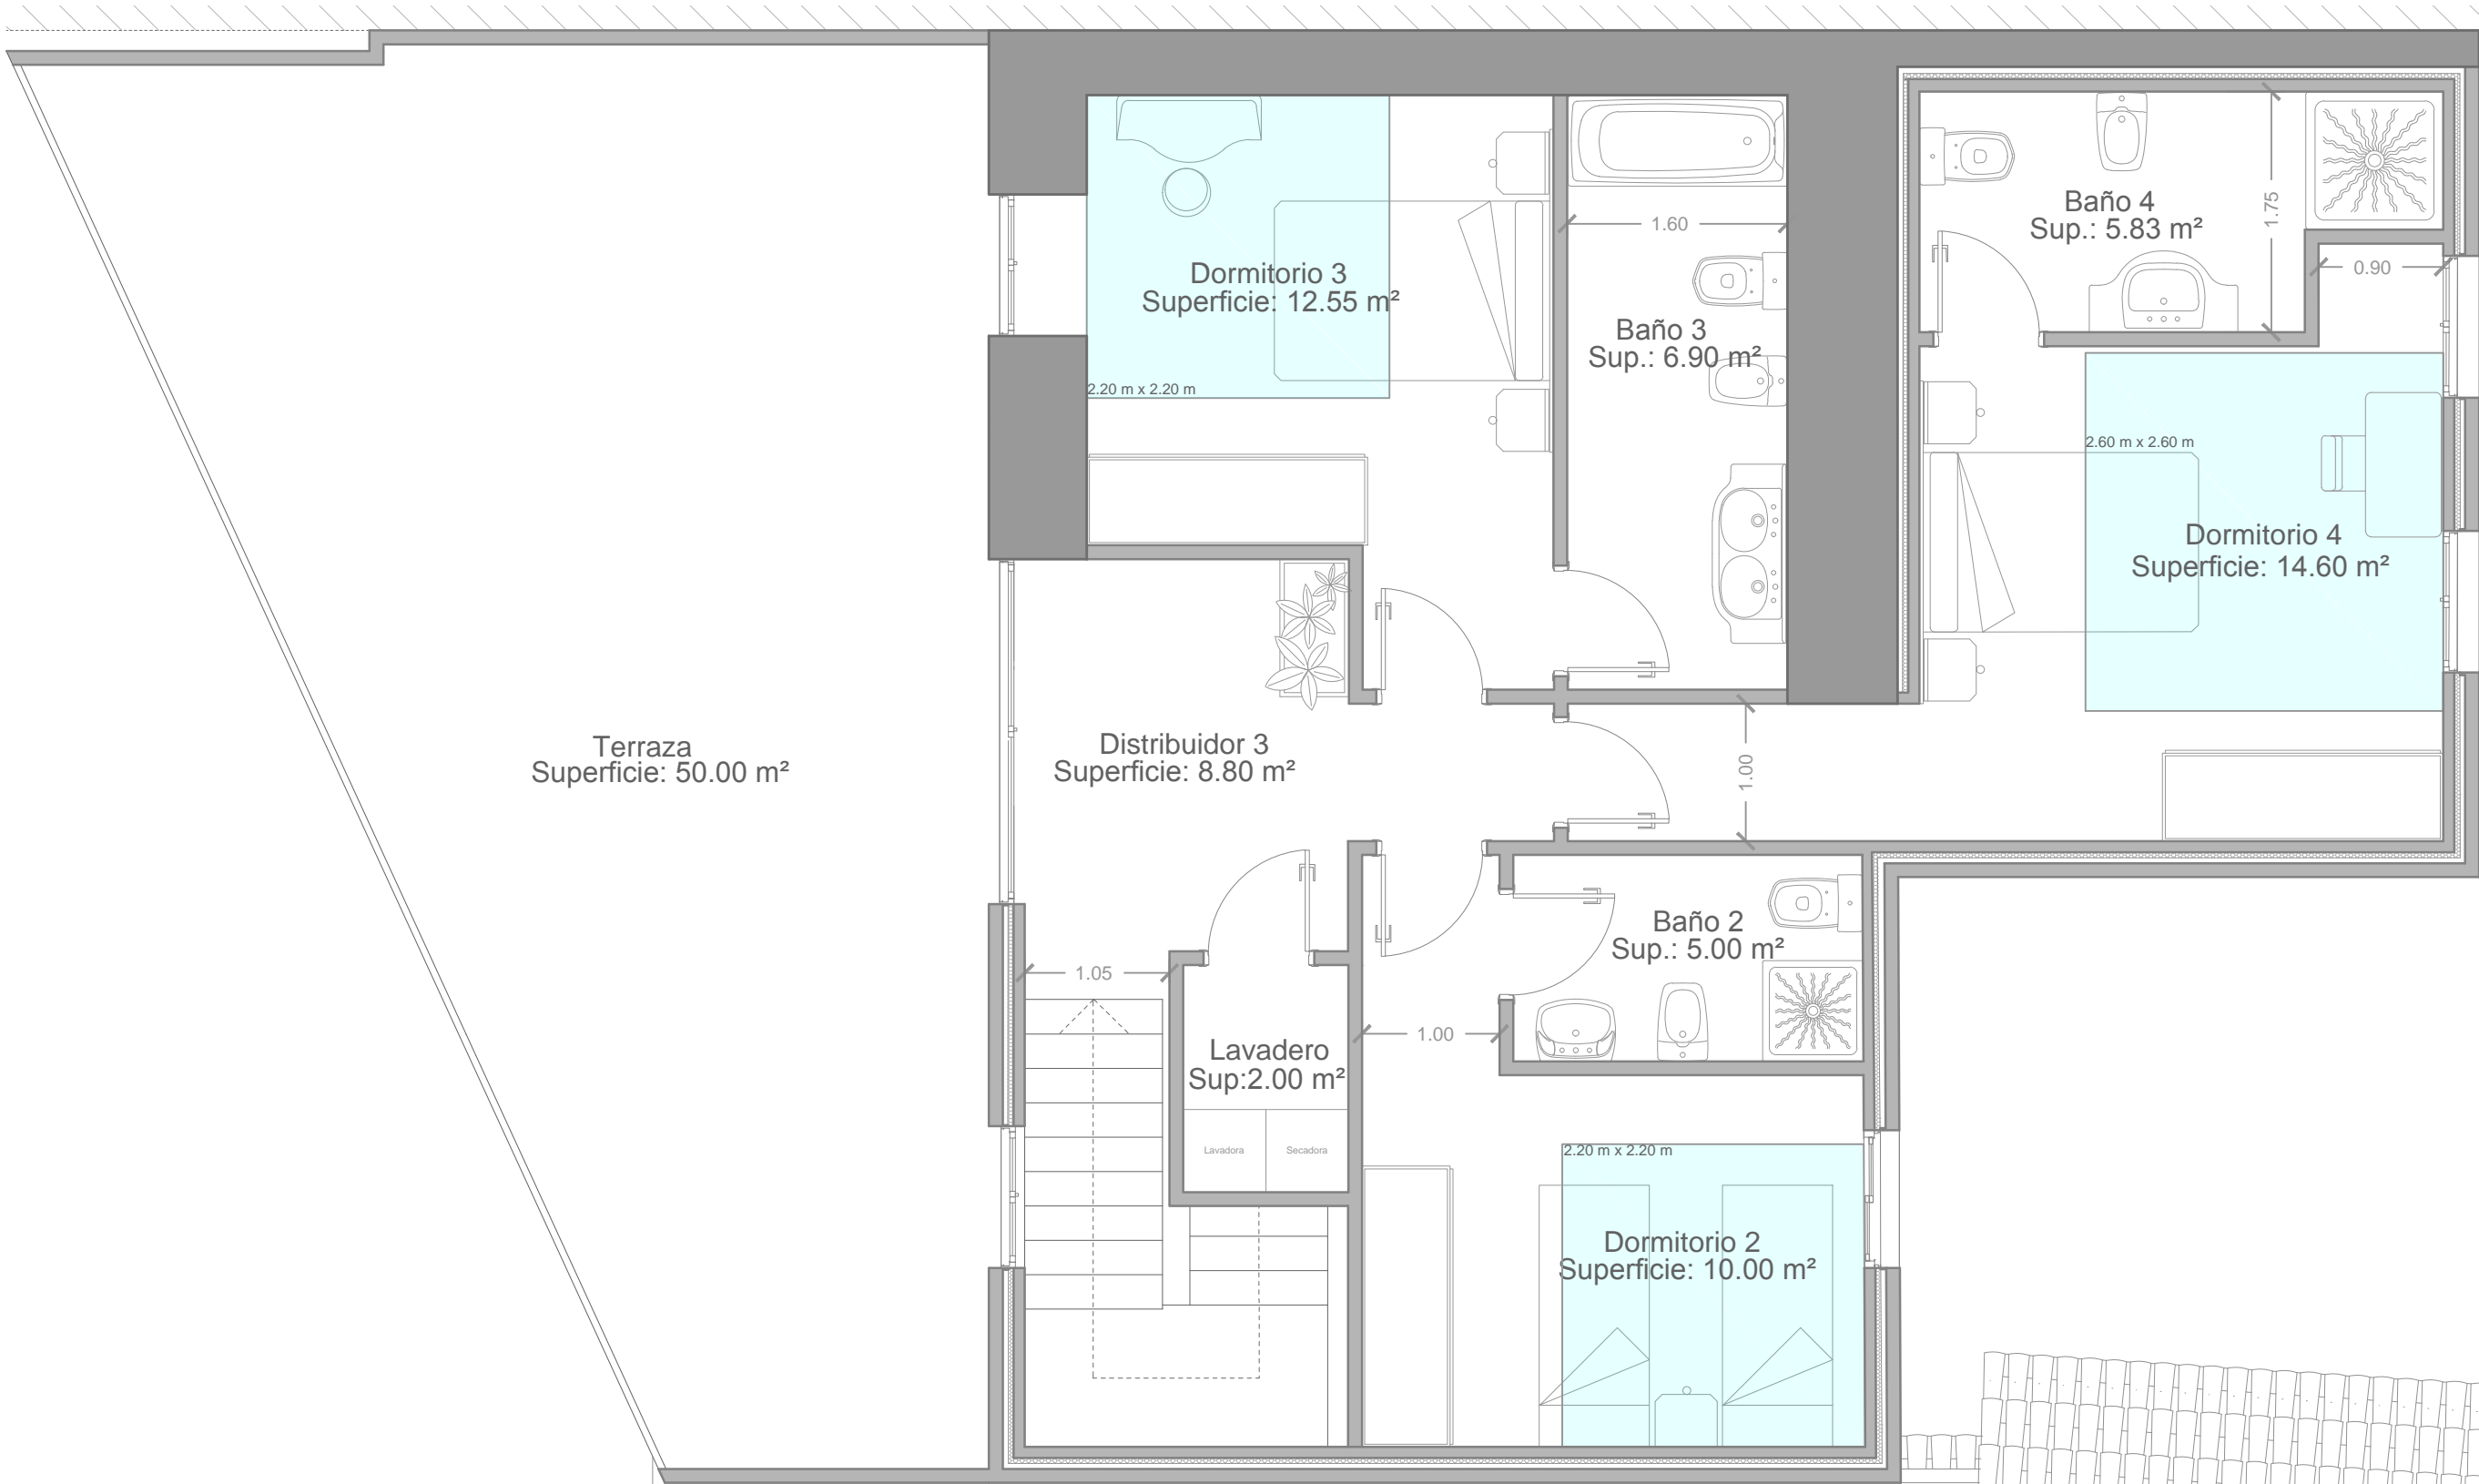 Dormitorio 3
Superficie: 12.55 m²
2.20 m x 2.20 m
1.60
Baño 3
Sup.: 6.90 m²
Baño 4
Sup.: 5.83 m²
1.75
0.90
2.60 m x 2.60 m
Dormitorio 4
Superficie: 14.60 m²
Terraza
Superficie: 50.00 m²
Distribuidor 3
Superficie: 8.80 m²
1.00
Baño 2
Sup.: 5.00 m²
1.05
1.00
Lavadero
Sup:2.00 m²
Lavadora
Secadora
2.20 m x 2.20 m
Dormitorio 2
Superficie: 10.00 m²